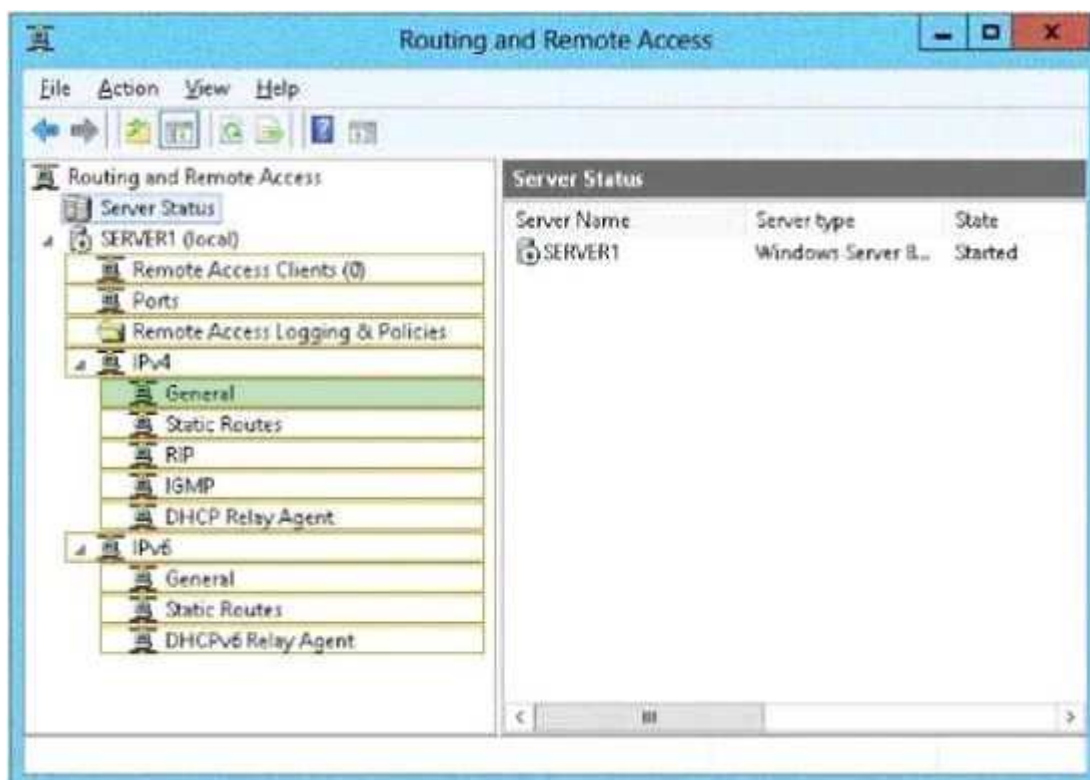 Routing and Remote Access
File Action View Help
Routing and Remote Access
Server Status
SERVER1 (local)
Remote Access Clients (0)
Ports
Remote Access Logging & Policies
IPv4
General
Static Routes
RIP
IGMP
DHCP Relay Agent
IPv6
General
Static Routes
DHCPv6 Relay Agent
Server Status
Server Name Server type State
SERVER1 Windows Server 8... Started